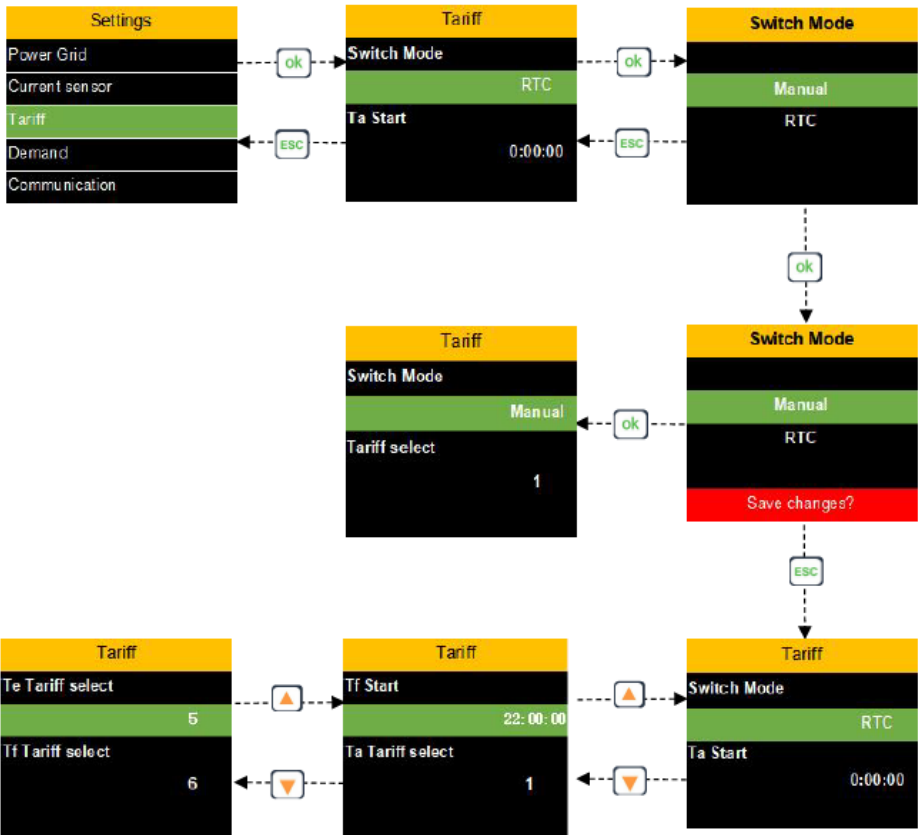 Settings
Power Grid
Current sensor
Tariff
Demand
Communication
ok
ESC
Tariff
Switch Mode
RTC
Ta Start
0:00:00
ok
ESC
Switch Mode
Manual
RTC
ok
Switch Mode
Manual
RTC
Save changes?
ok
Tariff
Switch Mode
Manual
Tariff select
1
ESC
Tariff
Te Tariff select
5
Tf Tariff select
6
Tariff
Tf Start
22:00:00
Ta Tariff select
1
Tariff
Switch Mode
RTC
Ta Start
0:00:00